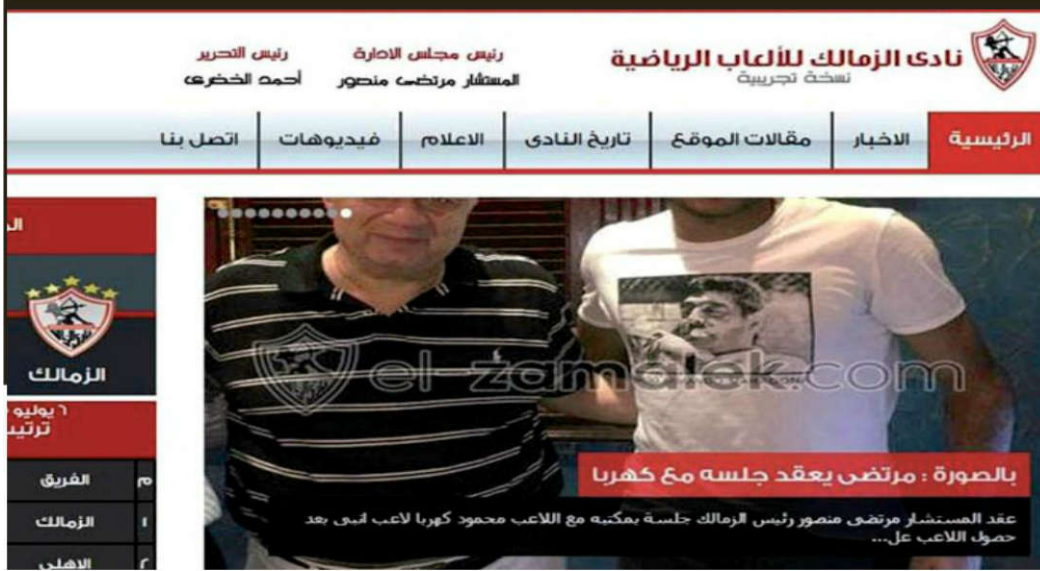 نادى الزمالك للألعاب الرياضية
نسخة تجريبية
رئيس مجلس الادارة
المستشار مرتضى منصور
رئيس التحرير
أحمد الخضرى
الرئيسية
الاخبار
مقالات الموقع
تاريخ النادى
الاعلام
فيديوهات
اتصل بنا
el-zamalek.com
بالصورة : مرتضى يعقد جلسه مع كهربا
عقد المستشار مرتضى منصور رئيس الزمالك جلسة بمكتبه مع اللاعب محمود كهربا لاعب انبى بعد
حصول اللاعب عل...
الزمالك
٦ يوليو
م الفريق
١ الزمالك
٢ الاهلى